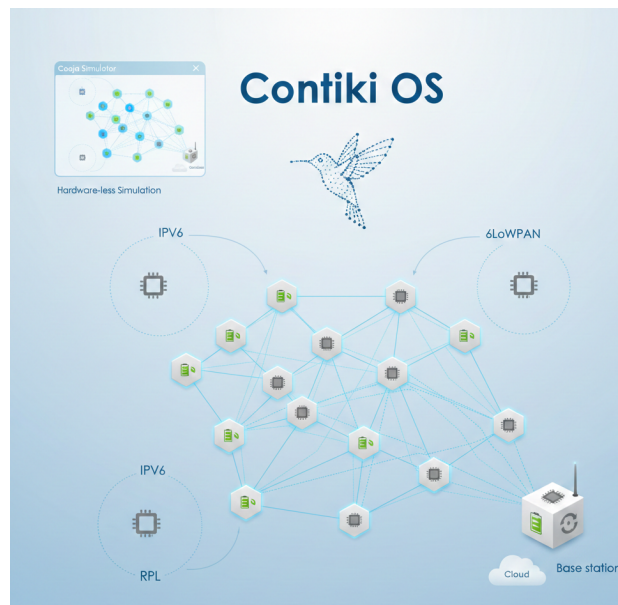 Cooja Simulator
Contiki OS
Hardware-less Simulation
IPV6
6LoWPAN
IPV6
RPL
Cloud
Base station